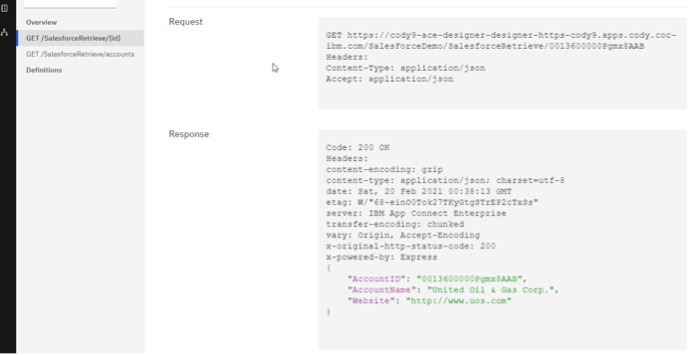 Overview
GET /SalesforceRetrieve/{id}
GET /SalesforceRetrieve/accounts
Definitions
Request
GET https://cody9-ace-designer-designer-https-cody9.apps.cody.coc-
ibm.com/SalesForceDemo/SalesforceRetrieve/0013600000Pgmx8AAB
Headers:
Content-Type: application/json
Accept: application/json
Response
Code: 200 OK
Headers:
content-encoding: gzip
content-type: application/json; charset=utf-8
date: Sat, 20 Feb 2021 00:38:13 GMT
etag: W/"68-einO0Tok27TKyGtgSTrEP2cTxSs"
server: IBM App Connect Enterprise
transfer-encoding: chunked
vary: Origin, Accept-Encoding
x-original-http-status-code: 200
x-powered-by: Express
{
"AccountID": "0013600000Pgmx8AAB",
"AccountName": "United Oil & Gas Corp.",
"Website": "http://www.uos.com"
}